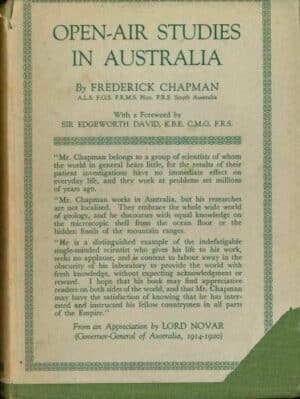 OPEN-AIR STUDIES
IN AUSTRALIA
By FREDERICK CHAPMAN
A.L.S. F.G.S. F.R.M.S. Hon. F.R.S. South Australia
With a Foreword by
SIR EDGEWORTH DAVID, K.B.E. C.M.G. F.R.S.
"Mr. Chapman belongs to a group of scientists of whom
the world in general hears little, for the results of their
patient investigations have no immediate effect on
everyday life, and they work at problems set millions
of years ago.
"Mr. Chapman works in Australia, but his researches
are not localised. They embrace the whole wide world
of geology, and he discourses with equal knowledge on
the macroscopic shell from the ocean floor or the
hidden fossils of the mountain ranges.
"He is a distinguished example of the indefatigable
single-minded scientist who gives his life to his work,
seeks no applause, and is content to labour away in the
obscurity of his laboratory to provide the world with
fresh knowledge, without expecting acknowledgment or
reward. I hope that his book may find appreciative
readers on both sides of the world, and that Mr. Chapman
may have the satisfaction of knowing that he has inter-
ested and instructed his fellow countrymen in all parts
of the Empire."
From an Appreciation by LORD NOVAR
(Governor-General of Australia, 1914-1920)